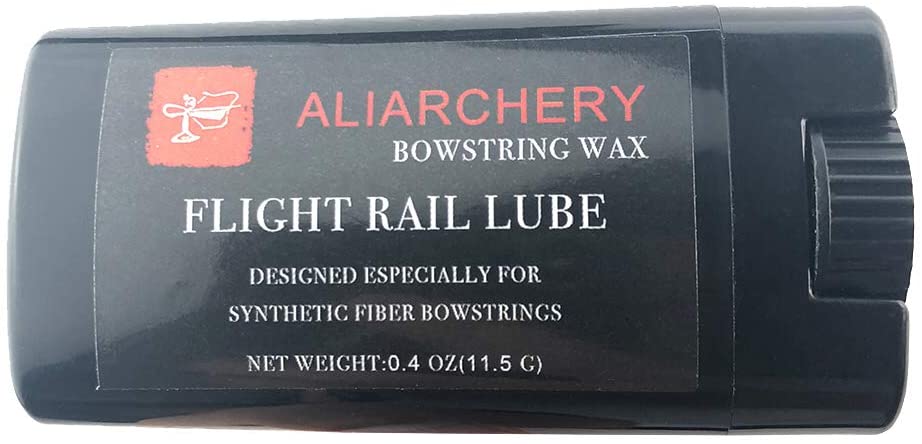 ALIARCHERY
BOWSTRING WAX
FLIGHT RAIL LUBE
DESIGNED ESPECIALLY FOR
SYNTHETIC FIBER BOWSTRINGS
NET WEIGHT:0.4 OZ(11.5 G)